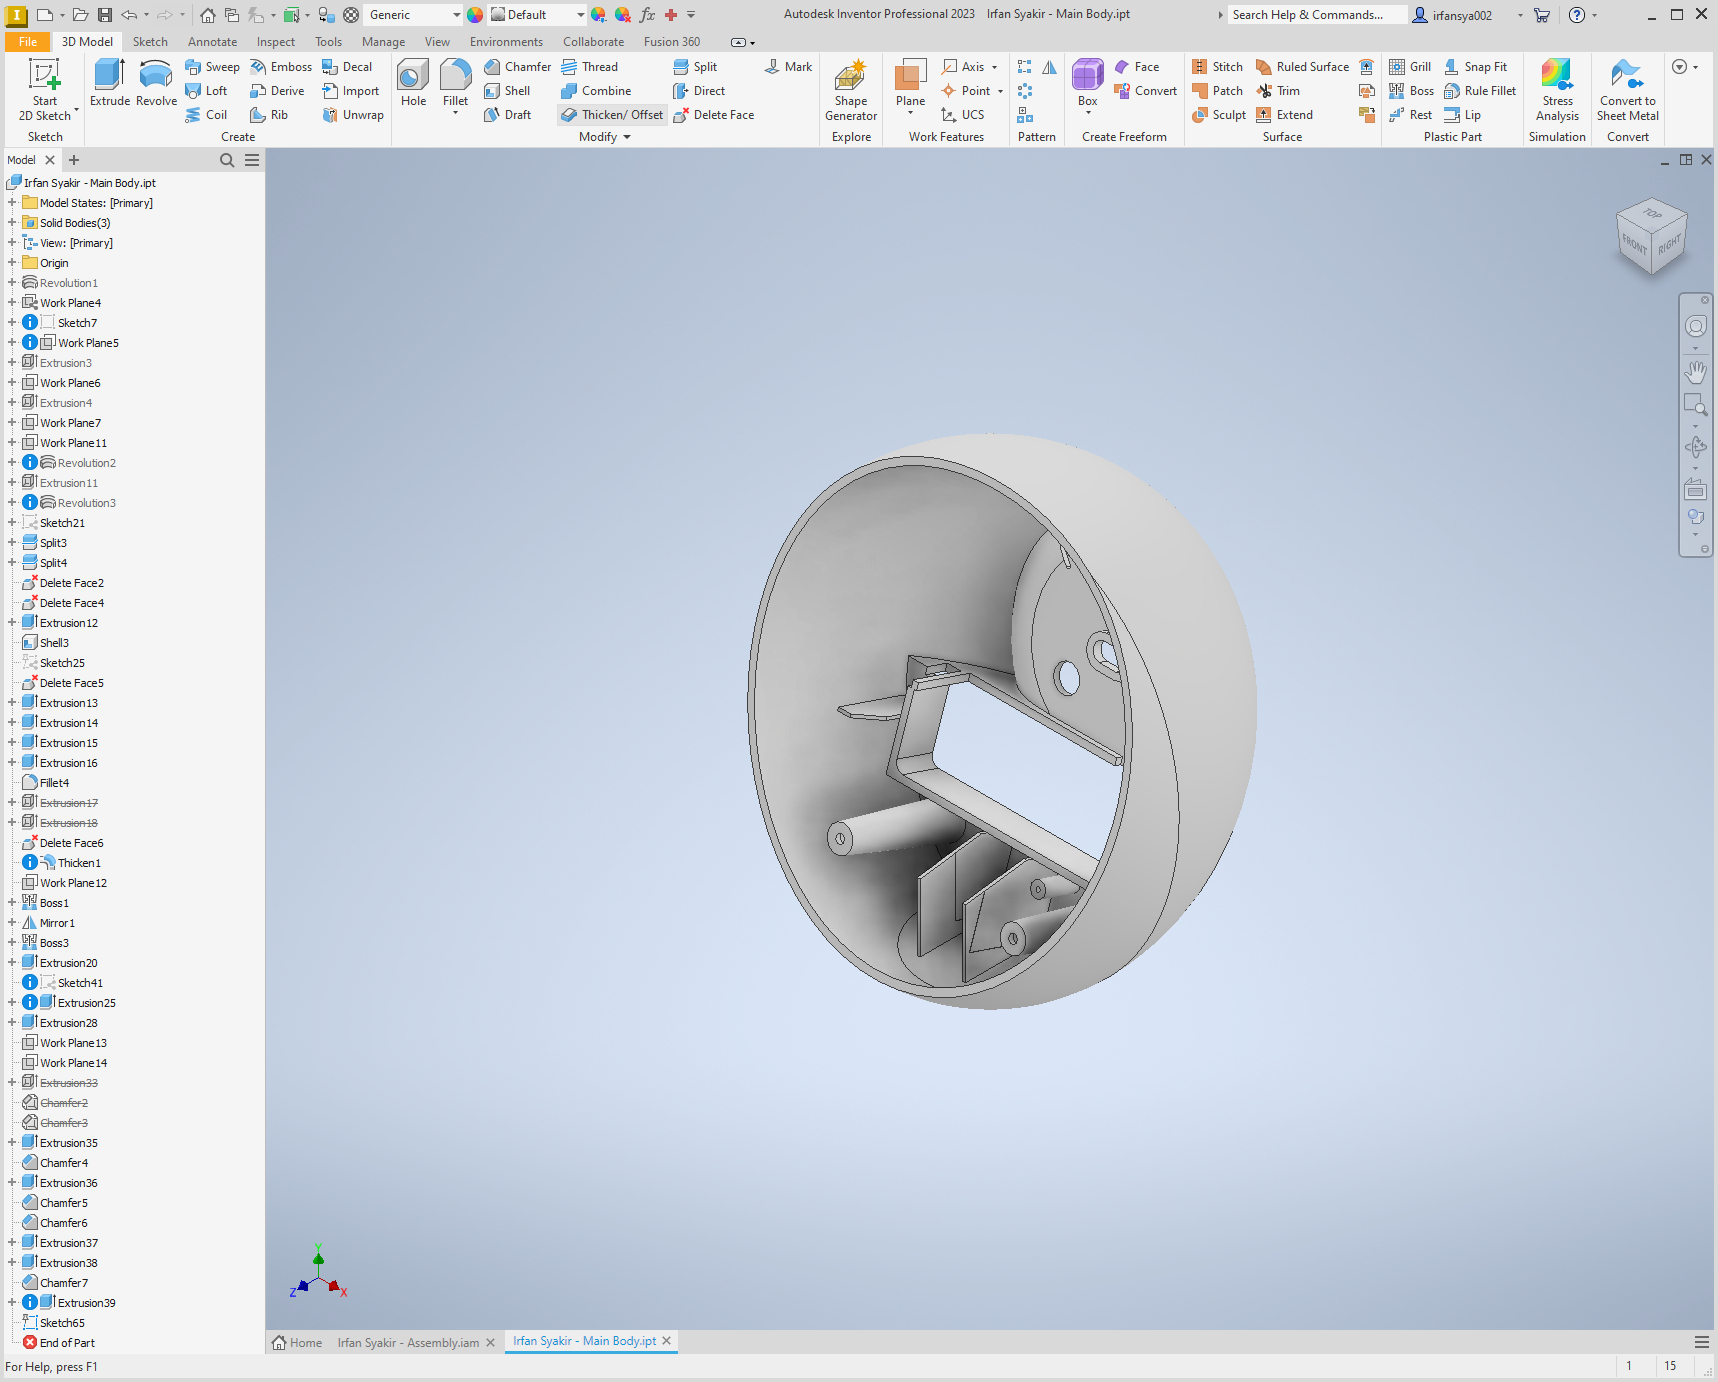 Generic
Default
fx
Autodesk Inventor Professional 2023 Irfan Syakir - Main Body.ipt
Search Help & Commands...
irfansya002
File
3D Model
Sketch
Annotate
Inspect
Tools
Manage
View
Environments
Collaborate
Fusion 360
Start
2D Sketch
Sketch
Extrude
Revolve
Sweep
Loft
Coil
Emboss
Derive
Rib
Decal
Import
Unwrap
Create
Hole
Fillet
Chamfer
Shell
Draft
Thread
Combine
Thicken/ Offset
Split
Direct
Delete Face
Mark
Modify
Shape
Generator
Explore
Plane
Axis
Point
UCS
Work Features
Pattern
Box
Face
Convert
Create Freeform
Stitch
Patch
Sculpt
Ruled Surface
Trim
Extend
Surface
Grill
Boss
Rest
Snap Fit
Rule Fillet
Lip
Plastic Part
Stress
Analysis
Simulation
Convert to
Sheet Metal
Convert
Model
Irfan Syakir - Main Body.ipt
Model States: [Primary]
Solid Bodies(3)
View: [Primary]
Origin
Revolution1
Work Plane4
Sketch7
Work Plane5
Extrusion3
Work Plane6
Extrusion4
Work Plane7
Work Plane11
Revolution2
Extrusion11
Revolution3
Sketch21
Split3
Split4
Delete Face2
Delete Face4
Extrusion12
Shell3
Sketch25
Delete Face5
Extrusion13
Extrusion14
Extrusion15
Extrusion16
Fillet4
Extrusion17
Extrusion18
Delete Face6
Thicken1
Work Plane12
Boss1
Mirror1
Boss3
Extrusion20
Sketch41
Extrusion25
Extrusion28
Work Plane13
Work Plane14
Extrusion33
Chamfer2
Chamfer3
Extrusion35
Chamfer4
Extrusion36
Chamfer5
Chamfer6
Extrusion37
Extrusion38
Chamfer7
Extrusion39
Sketch65
End of Part
TOP
FRONT
RIGHT
Y
Z
X
Home
Irfan Syakir - Assembly.iam
Irfan Syakir - Main Body.ipt
For Help, press F1
1
15